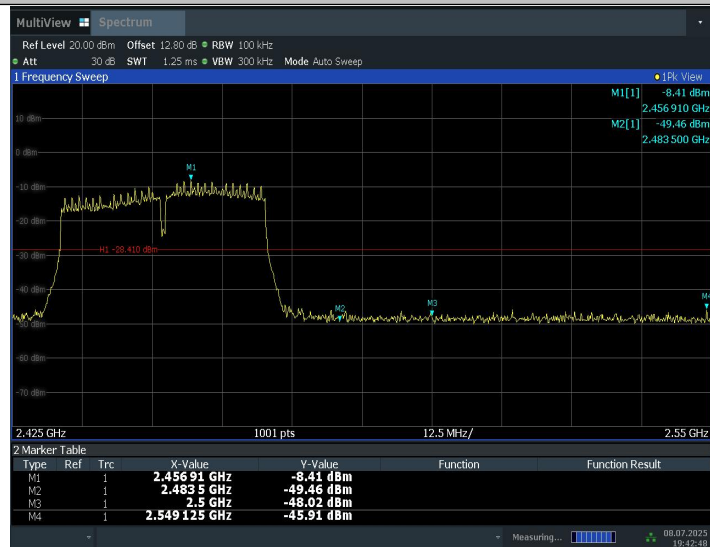 MultiView Spectrum
Ref Level 20.00 dBm Offset 12.80 dB RBW 100 kHz
Att 30 dB SWT 1.25 ms VBW 300 kHz Mode Auto Sweep
1 Frequency Sweep 1Pk View
M1[1] -8.41 dBm
2.456 910 GHz
M2[1] -49.46 dBm
2.483 500 GHz
10 dBm
0 dBm
M1
-10 dBm
-20 dBm
H1 -28.410 dBm
-30 dBm
-40 dBm
M2
M3
M4
-50 dBm
-60 dBm
-70 dBm
2.425 GHz 1001 pts 12.5 MHz/ 2.55 GHz
2 Marker Table
Type Ref Trc X-Value Y-Value Function Function Result
M1 1 2.456 91 GHz -8.41 dBm
M2 1 2.483 5 GHz -49.46 dBm
M3 1 2.5 GHz -48.02 dBm
M4 1 2.549 125 GHz -45.91 dBm
Measuring... 08.07.2025
19:42:48